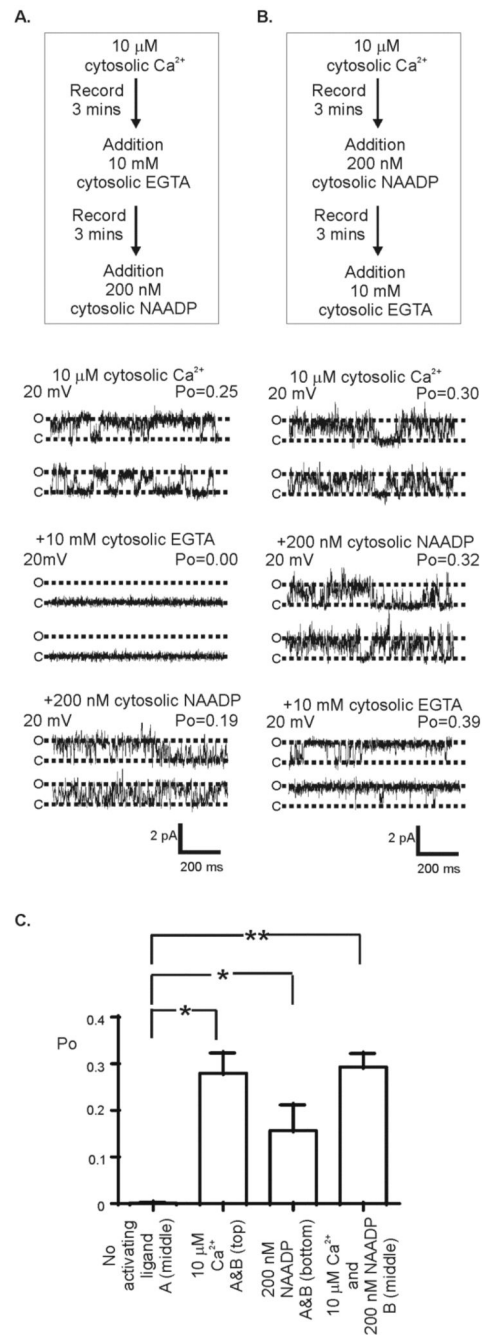 A.
10 µM
cytosolic Ca²⁺
Record
3 mins
Addition
10 mM
cytosolic EGTA
Record
3 mins
Addition
200 nM
cytosolic NAADP
B.
10 µM
cytosolic Ca²⁺
Record
3 mins
Addition
200 nM
cytosolic NAADP
Record
3 mins
Addition
10 mM
cytosolic EGTA
10 µM cytosolic Ca²⁺
20 mV Po=0.25
O
C
O
C
+10 mM cytosolic EGTA
20mV Po=0.00
O
C
O
C
+200 nM cytosolic NAADP
20 mV Po=0.19
O
C
O
C
2 pA
200 ms
10 µM cytosolic Ca²⁺
20 mV Po=0.30
O
C
O
C
+200 nM cytosolic NAADP
20 mV Po=0.32
O
C
O
C
+10 mM cytosolic EGTA
20 mV Po=0.39
O
C
O
C
2 pA
200 ms
C.
**
*
*
Po
0.4
0.3
0.2
0.1
0
No
activating
ligand
A (middle)
10 µM
Ca²⁺
A&B (top)
200 nM
NAADP
A&B (bottom)
10 µM Ca²⁺
and
200 nM NAADP
B (middle)